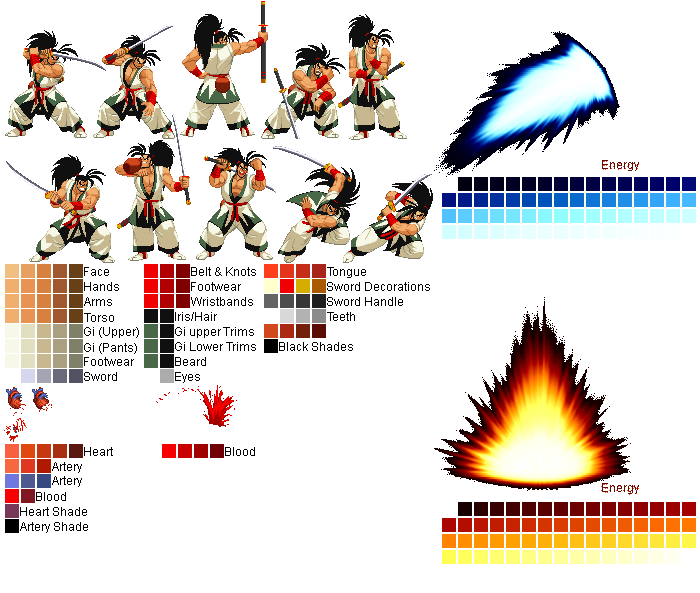 Energy
Face
Belt & Knots
Tongue
Hands
Footwear
Sword Decorations
Arms
Wristbands
Sword Handle
Torso
Iris/Hair
Teeth
Gi (Upper)
Gi upper Trims
Gi (Pants)
Gi Lower Trims
Black Shades
Footwear
Beard
Sword
Eyes
Heart
Blood
Artery
Artery
Blood
Heart Shade
Artery Shade
Energy